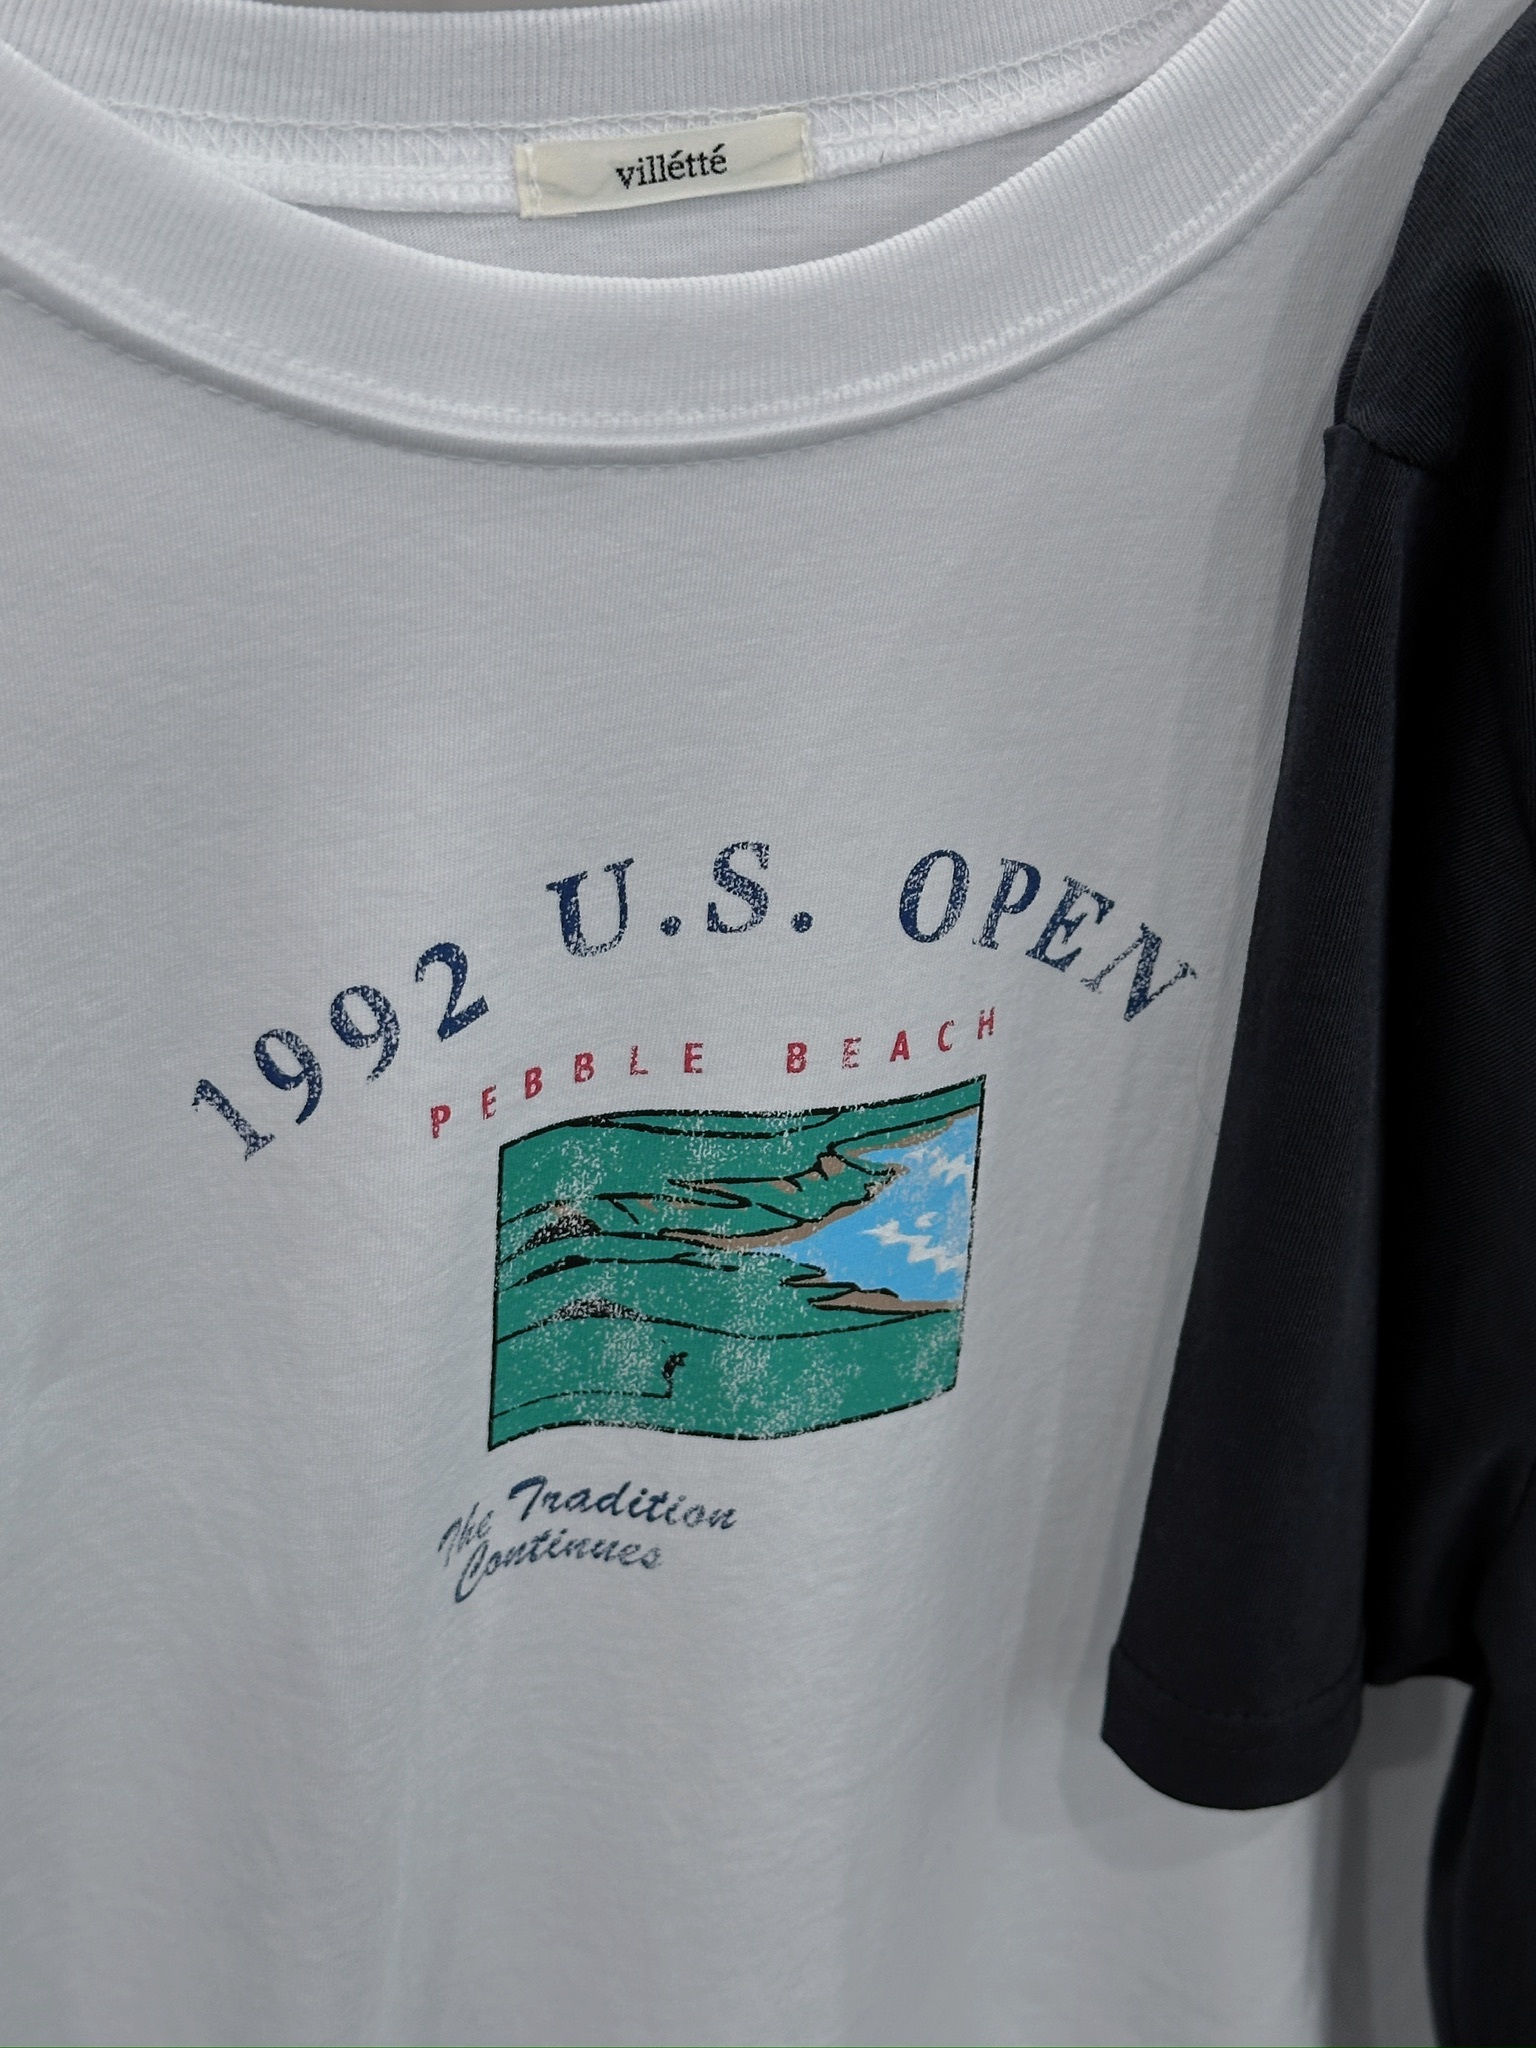 villétté
1992 U.S. OPEN
PEBBLE BEACH
The Tradition
Continues